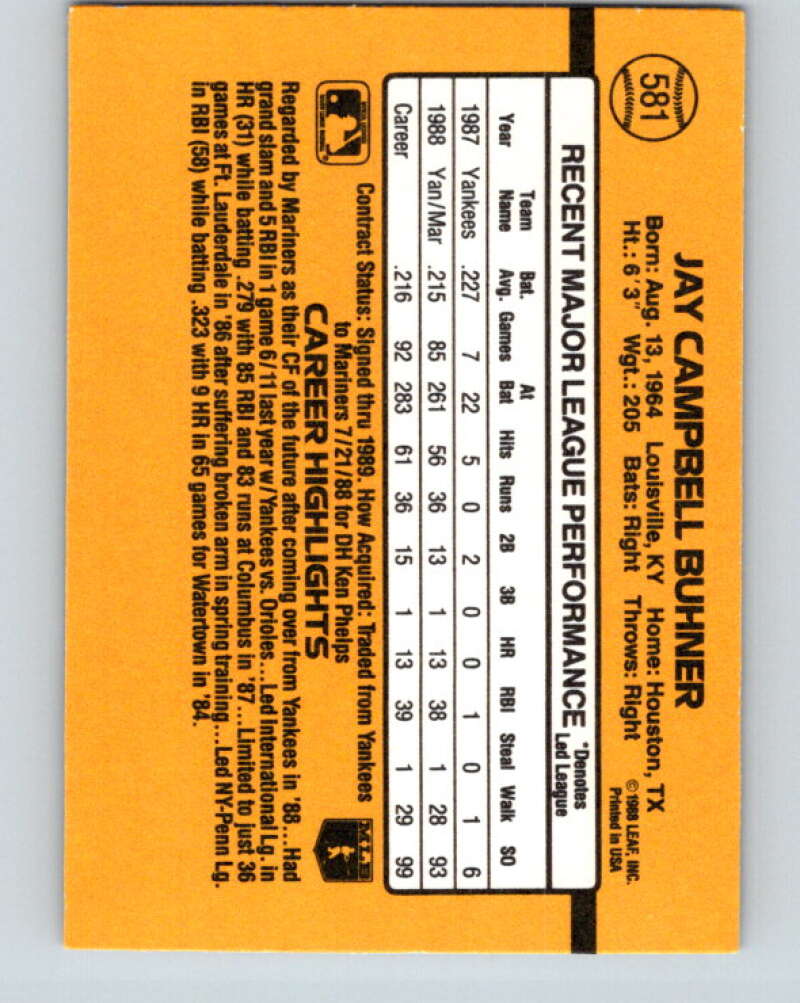 581
JAY CAMPBELL BUHNER
Born: Aug. 13, 1964 Louisville, KY Home: Houston, TX
Ht.: 6'3" Wgt.: 205 Bats: Right Throws: Right
©1988 LEAF, INC.
Printed in USA
RECENT MAJOR LEAGUE PERFORMANCE
*Denotes
Led League
Year Team Name Bat. Avg. Games At Bat Hits Runs 2B 3B HR RBI Steal Walk SO
1987 Yankees .227 7 22 5 0 2 0 0 1 0 1 6
1988 Yan/Mar .215 85 261 56 36 13 1 13 38 1 28 93
Career .216 92 283 61 36 15 1 13 39 1 29 99
Contract Status: Signed thru 1989. How Acquired: Traded from Yankees
to Mariners 7/21/88 for DH Ken Phelps
CAREER HIGHLIGHTS
MLB
Regarded by Mariners as their CF of the future after coming over from Yankees in '88...Had
grand slam and 5 RBI in 1 game 6/11 last year w/Yankees vs. Orioles...Led International Lg. in
HR (31) while batting .279 with 85 RBI and 83 runs at Columbus in '87...Limited to just 36
games at Ft. Lauderdale in '86 after suffering broken arm in spring training...Led NY-Penn Lg.
in RBI (58) while batting .323 with 9 HR in 65 games for Watertown in '84.